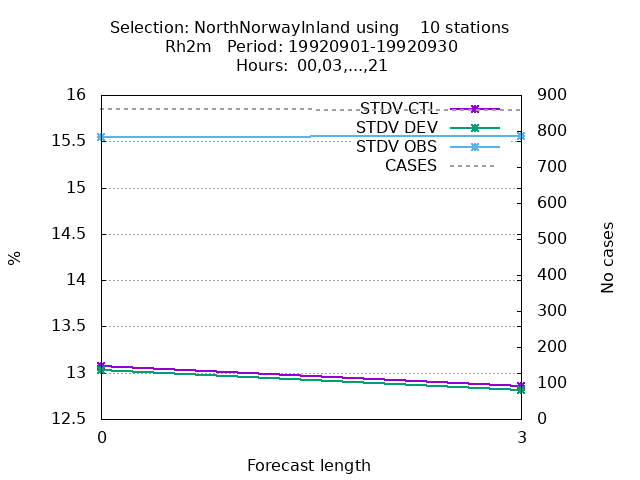 Selection: NorthNorwayInland using    10 stations
Rh2m   Period: 19920901-19920930
Hours:  00,03,...,21
16
15.5
15
14.5
14
13.5
13
12.5
%
900
800
700
600
500
400
300
200
100
0
No cases
STDV CTL
STDV DEV
STDV OBS
CASES
0
3
Forecast length